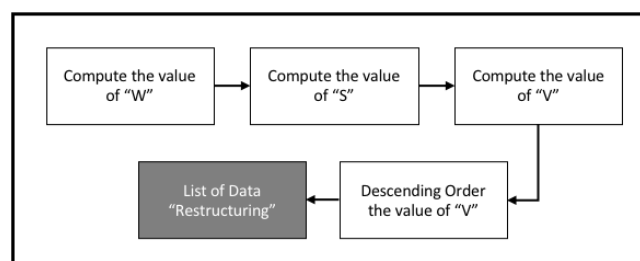 Compute the value
of “W”
Compute the value
of “S”
Compute the value
of “V”
List of Data
“Restructuring”
Descending Order
the value of “V”